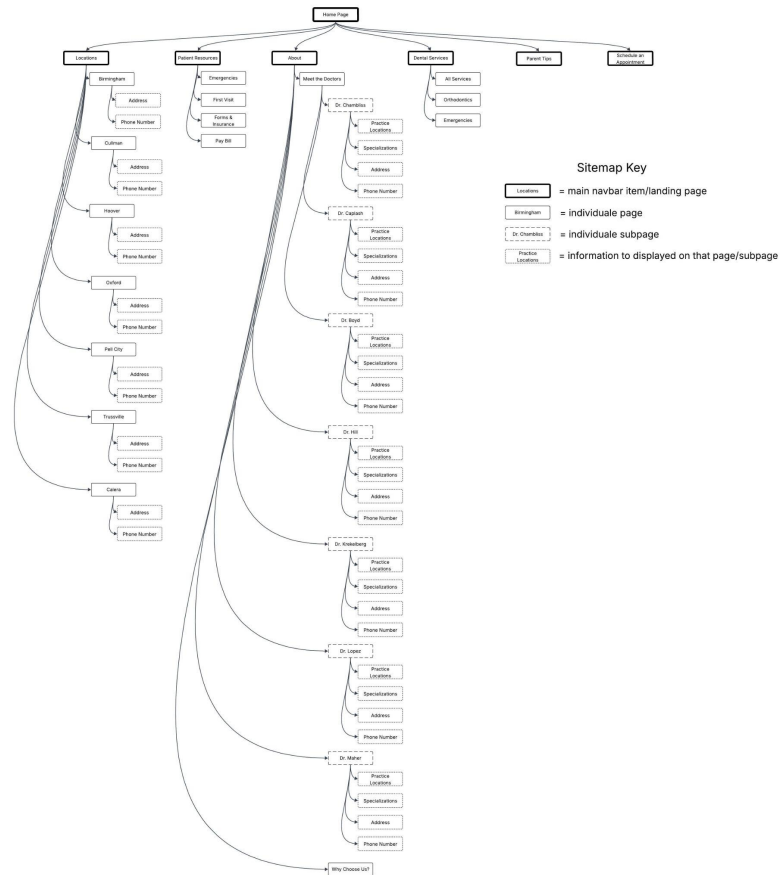 Home Page
Locations
Patient Resources
About
Dental Services
Parent Tips
Schedule an
Appointment
Birmingham
Address
Phone Number
Cullman
Address
Phone Number
Hoover
Address
Phone Number
Oxford
Address
Phone Number
Pell City
Address
Phone Number
Trussville
Address
Phone Number
Calera
Address
Phone Number
Emergencies
First Visit
Forms &
Insurance
Pay Bill
Meet the Doctors
Dr. Chambliss
Practice
Locations
Specializations
Address
Phone Number
Dr. Caplash
Practice
Locations
Specializations
Address
Phone Number
Dr. Boyd
Practice
Locations
Specializations
Address
Phone Number
Dr. Hill
Practice
Locations
Specializations
Address
Phone Number
Dr. Krekelberg
Practice
Locations
Specializations
Address
Phone Number
Dr. Lopez
Practice
Locations
Specializations
Address
Phone Number
Dr. Maher
Practice
Locations
Specializations
Address
Phone Number
Why Choose Us?
All Services
Orthodontics
Emergencies
Sitemap Key
Locations = main navbar item/landing page
Birmingham = individuale page
Dr. Chambliss = individuale subpage
Practice
Locations = information to displayed on that page/subpage